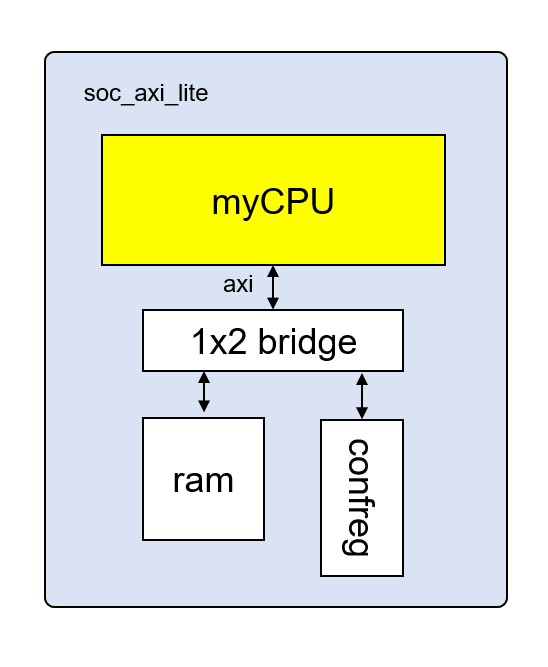 soc_axi_lite
myCPU
axi
1x2 bridge
ram
confreg